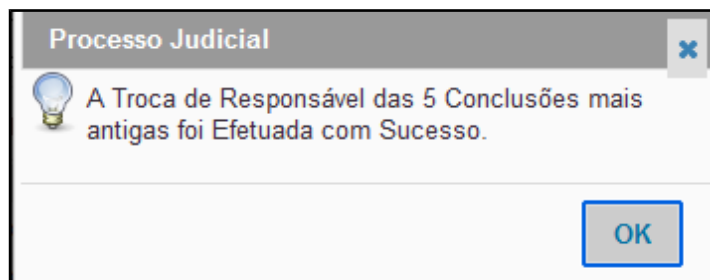 Processo Judicial
A Troca de Responsável das 5 Conclusões mais
antigas foi Efetuada com Sucesso.
OK